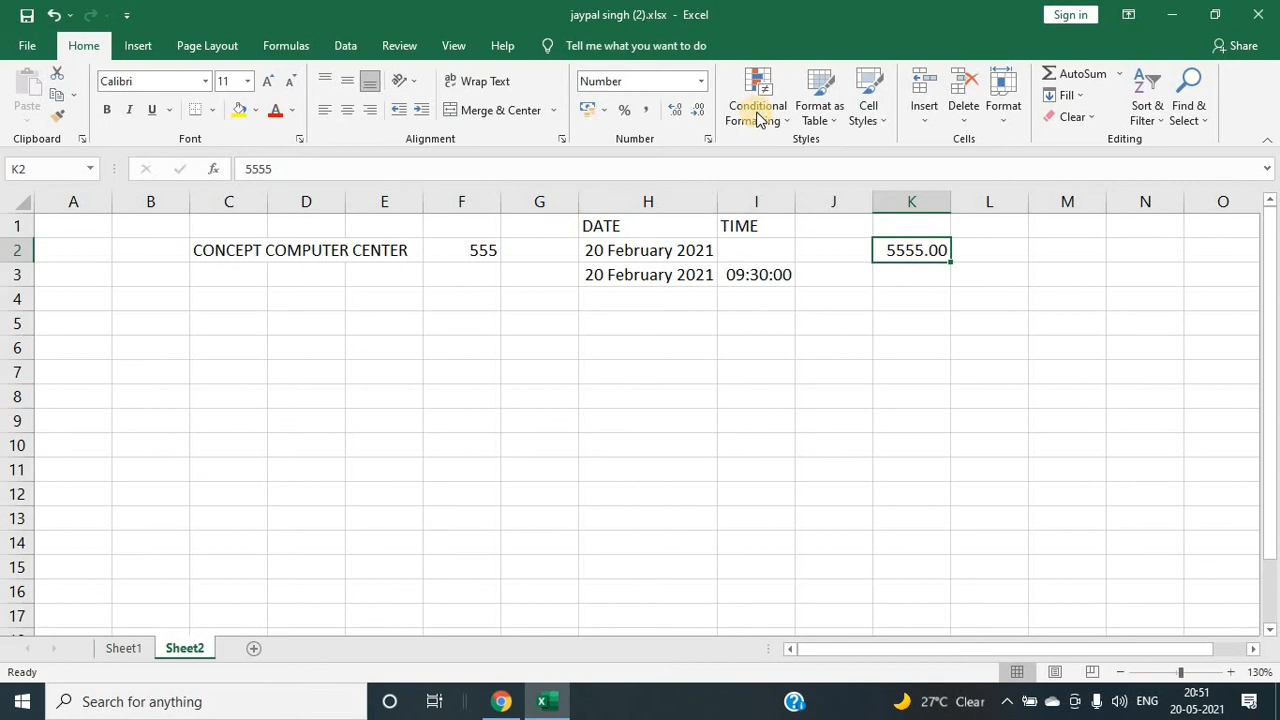 jaypal singh (2).xlsx - Excel
Sign in
File Home Insert Page Layout Formulas Data Review View Help Tell me what you want to do Share
Paste Calibri 11 Wrap Text Number Conditional Formatting Format as Table Cell Styles Insert Delete Format AutoSum Sort & Filter Find & Select
B I U Merge & Center % Fill
Clear
Clipboard Font Alignment Number Styles Cells Editing
K2 fx 5555
A B C D E F G H I J K L M N O
1 DATE TIME
2 CONCEPT COMPUTER CENTER 555 20 February 2021 5555.00
3 20 February 2021 09:30:00
4
5
6
7
8
9
10
11
12
13
14
15
16
17
Sheet1 Sheet2
Ready 130%
Search for anything 27°C Clear ENG 20:51
20-05-2021